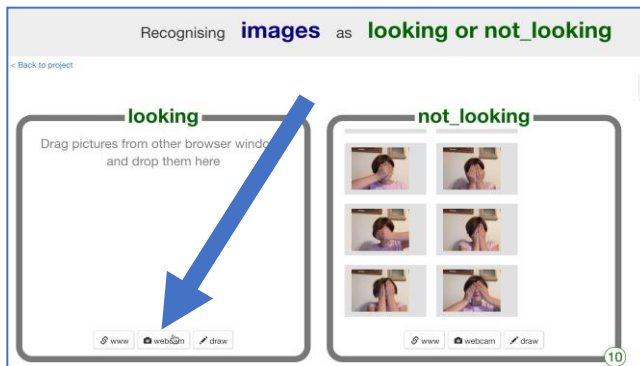 Recognising images as looking or not_looking
< Back to project
looking
Drag pictures from other browser window
and drop them here
www webcam draw
not_looking
www webcam draw
10